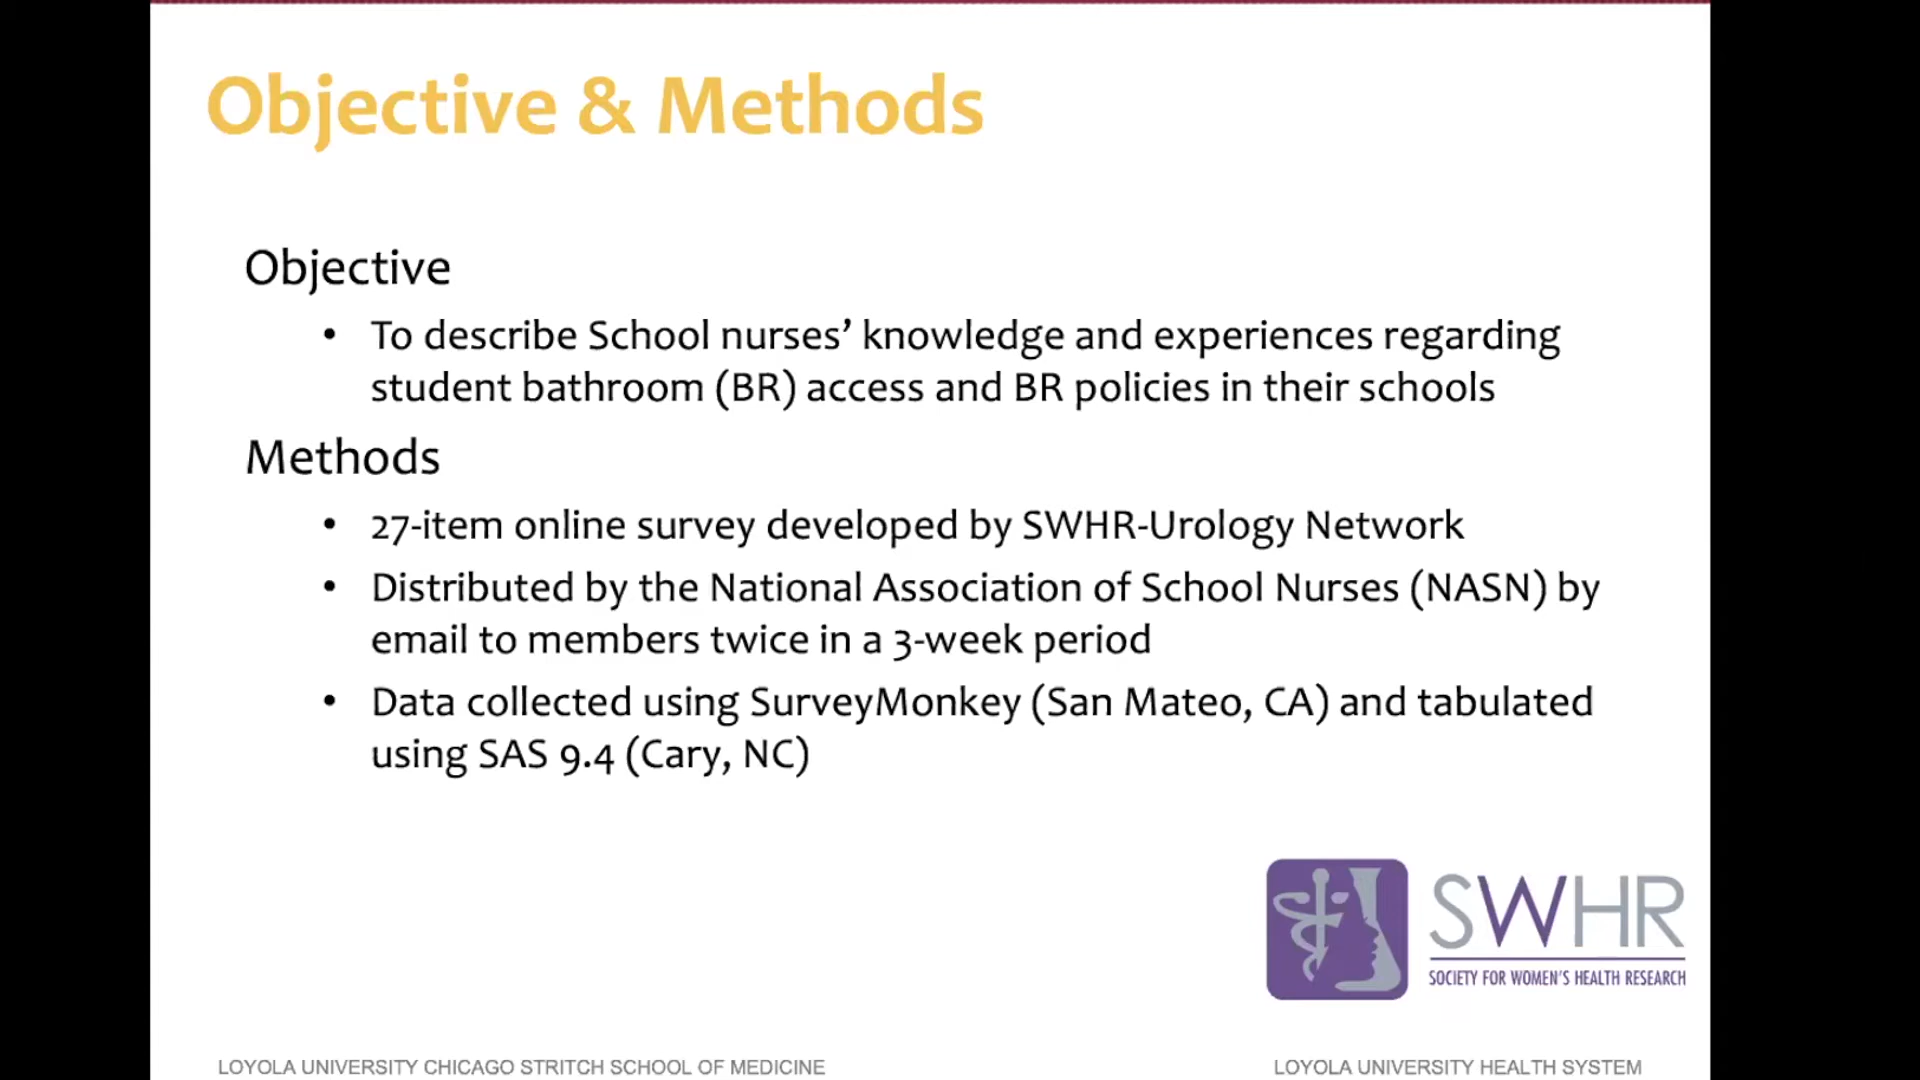 Objective & Methods
Objective
• To describe School nurses’ knowledge and experiences regarding
student bathroom (BR) access and BR policies in their schools
Methods
• 27-item online survey developed by SWHR-Urology Network
• Distributed by the National Association of School Nurses (NASN) by
email to members twice in a 3-week period
• Data collected using SurveyMonkey (San Mateo, CA) and tabulated
using SAS 9.4 (Cary, NC)
SWHR
SOCIETY FOR WOMEN'S HEALTH RESEARCH
LOYOLA UNIVERSITY CHICAGO STRITCH SCHOOL OF MEDICINE
LOYOLA UNIVERSITY HEALTH SYSTEM